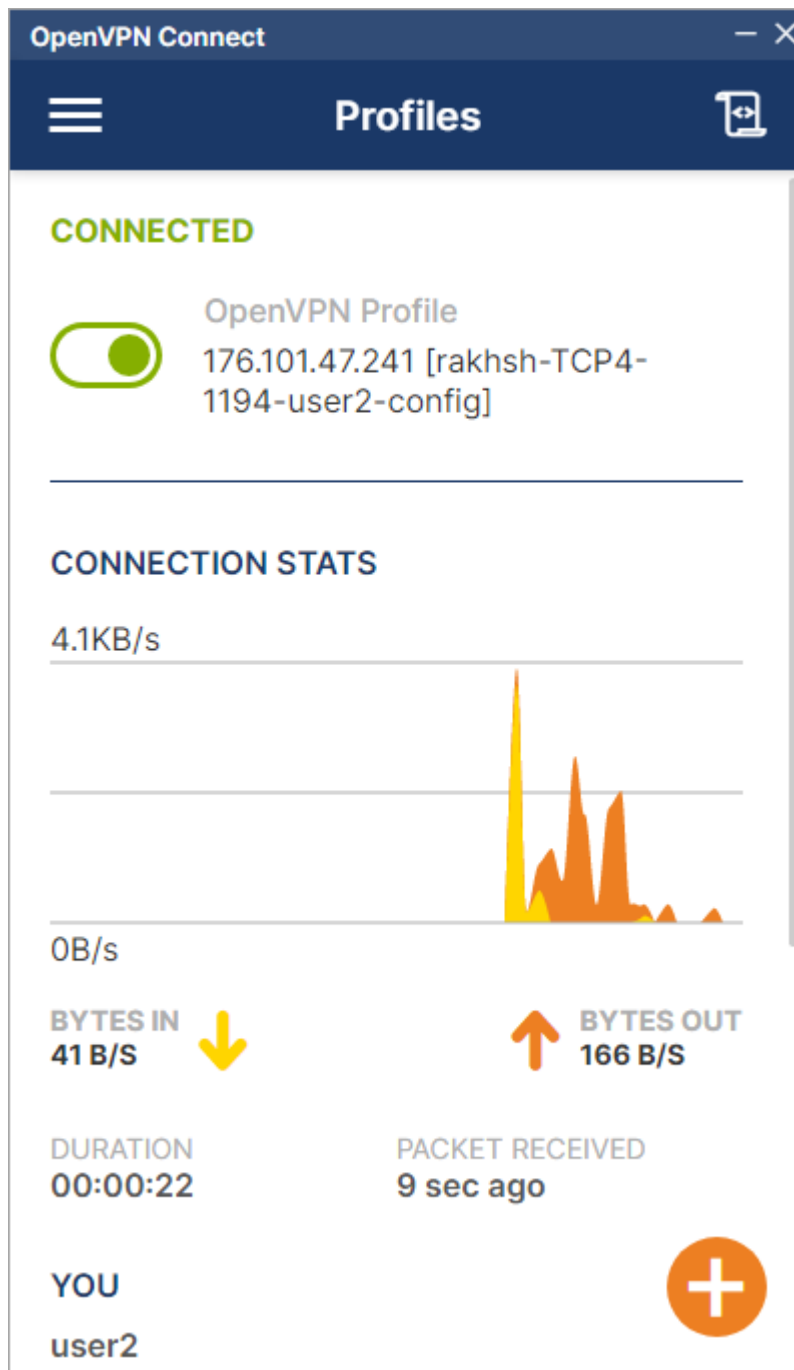 OpenVPN Connect
Profiles
CONNECTED
OpenVPN Profile
176.101.47.241 [rakhsh-TCP4-
1194-user2-config]
CONNECTION STATS
4.1KB/s
0B/s
BYTES IN
41 B/S
BYTES OUT
166 B/S
DURATION
00:00:22
PACKET RECEIVED
9 sec ago
YOU
user2